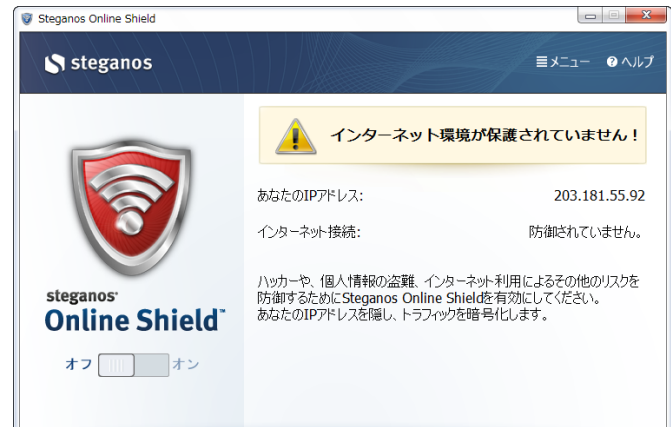 Steganos Online Shield
steganos
メニュー ヘルプ
インターネット環境が保護されていません！
あなたのIPアドレス: 203.181.55.92
インターネット接続: 防御されていません。
ハッカーや、個人情報の盗難、インターネット利用によるその他のリスクを
防御するためにSteganos Online Shieldを有効にしてください。
あなたのIPアドレスを隠し、トラフィックを暗号化します。
steganos
Online Shield™
オフ オン